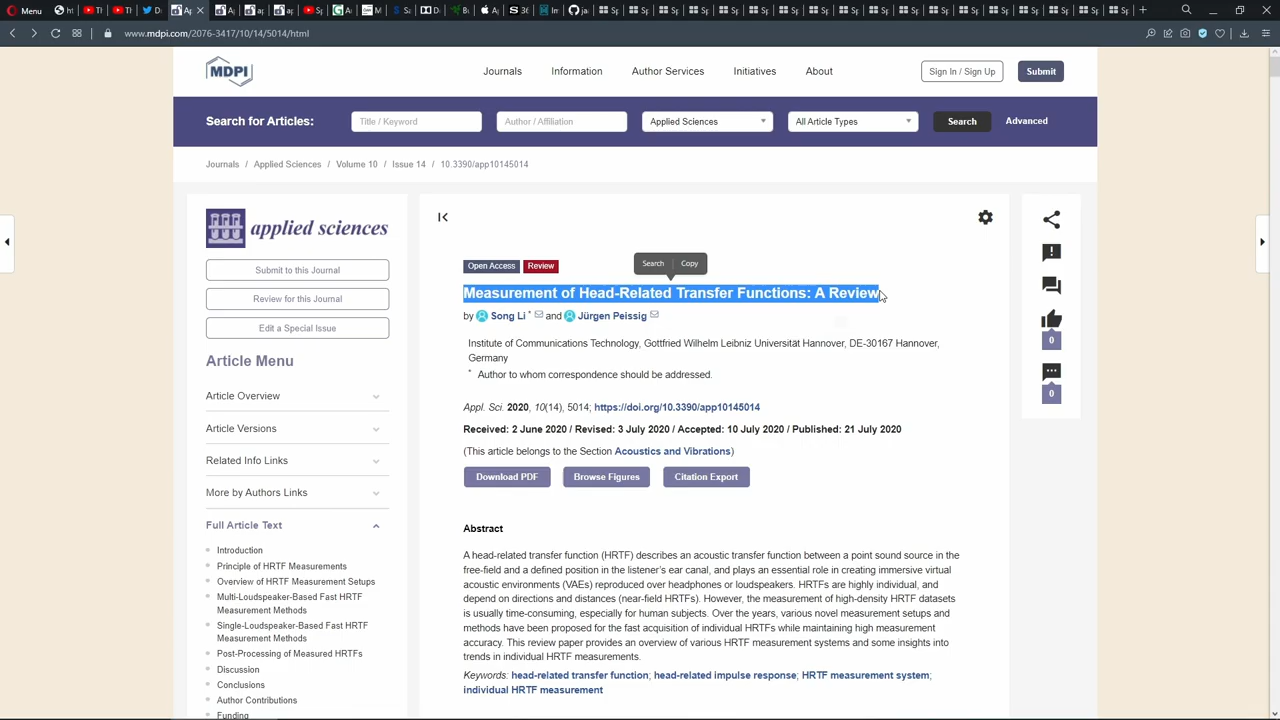 Menu
www.mdpi.com/2076-3417/10/14/5014/html
MDPI
Journals Information Author Services Initiatives About
Sign In / Sign Up Submit
Search for Articles: Title / Keyword Author / Affiliation Applied Sciences All Article Types Search Advanced
Journals / Applied Sciences / Volume 10 / Issue 14 / 10.3390/app10145014
applied sciences
Submit to this Journal
Review for this Journal
Edit a Special Issue
Article Menu
Article Overview
Article Versions
Related Info Links
More by Authors Links
Full Article Text
Introduction
Principle of HRTF Measurements
Overview of HRTF Measurement Setups
Multi-Loudspeaker-Based Fast HRTF
Measurement Methods
Single-Loudspeaker-Based Fast HRTF
Measurement Methods
Post-Processing of Measured HRTFs
Discussion
Conclusions
Author Contributions
Funding
Open Access Review
Search Copy
Measurement of Head-Related Transfer Functions: A Review
by Song Li * and Jürgen Peissig
Institute of Communications Technology, Gottfried Wilhelm Leibniz Universität Hannover, DE-30167 Hannover,
Germany
* Author to whom correspondence should be addressed.
Appl. Sci. 2020, 10(14), 5014; https://doi.org/10.3390/app10145014
Received: 2 June 2020 / Revised: 3 July 2020 / Accepted: 10 July 2020 / Published: 21 July 2020
(This article belongs to the Section Acoustics and Vibrations)
Download PDF Browse Figures Citation Export
Abstract
A head-related transfer function (HRTF) describes an acoustic transfer function between a point sound source in the
free-field and a defined position in the listener's ear canal, and plays an essential role in creating immersive virtual
acoustic environments (VAEs) reproduced over headphones or loudspeakers. HRTFs are highly individual, and
depend on directions and distances (near-field HRTFs). However, the measurement of high-density HRTF datasets
is usually time-consuming, especially for human subjects. Over the years, various novel measurement setups and
methods have been proposed for the fast acquisition of individual HRTFs while maintaining high measurement
accuracy. This review paper provides an overview of various HRTF measurement systems and some insights into
trends in individual HRTF measurements.
Keywords: head-related transfer function; head-related impulse response; HRTF measurement system;
individual HRTF measurement
0
0